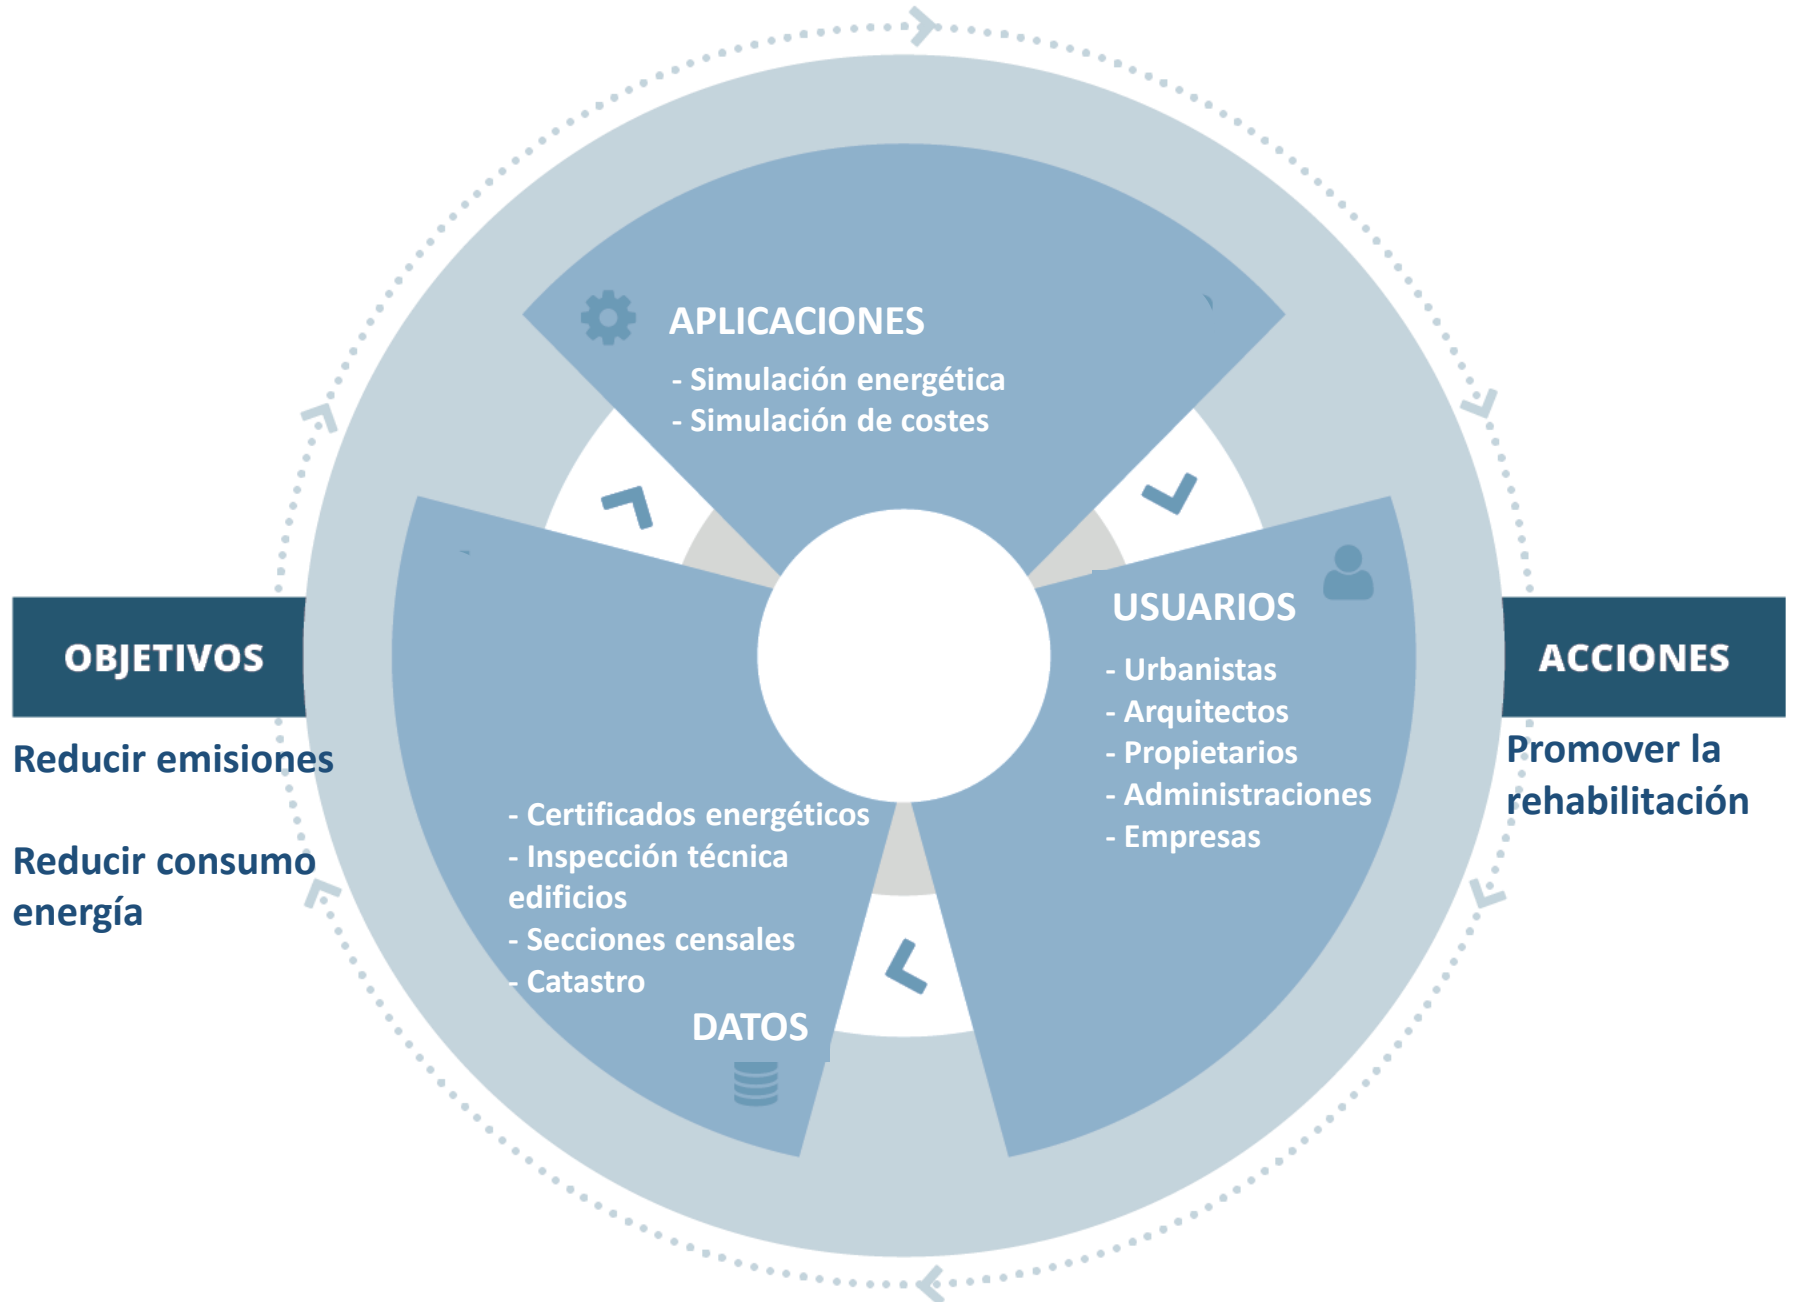 APLICACIONES
- Simulación energética
- Simulación de costes
USUARIOS
- Urbanistas
- Arquitectos
- Propietarios
- Administraciones
- Empresas
OBJETIVOS
Reducir emisiones
Reducir consumo
energía
ACCIONES
Promover la
rehabilitación
- Certificados energéticos
- Inspección técnica
edificios
- Secciones censales
- Catastro
DATOS